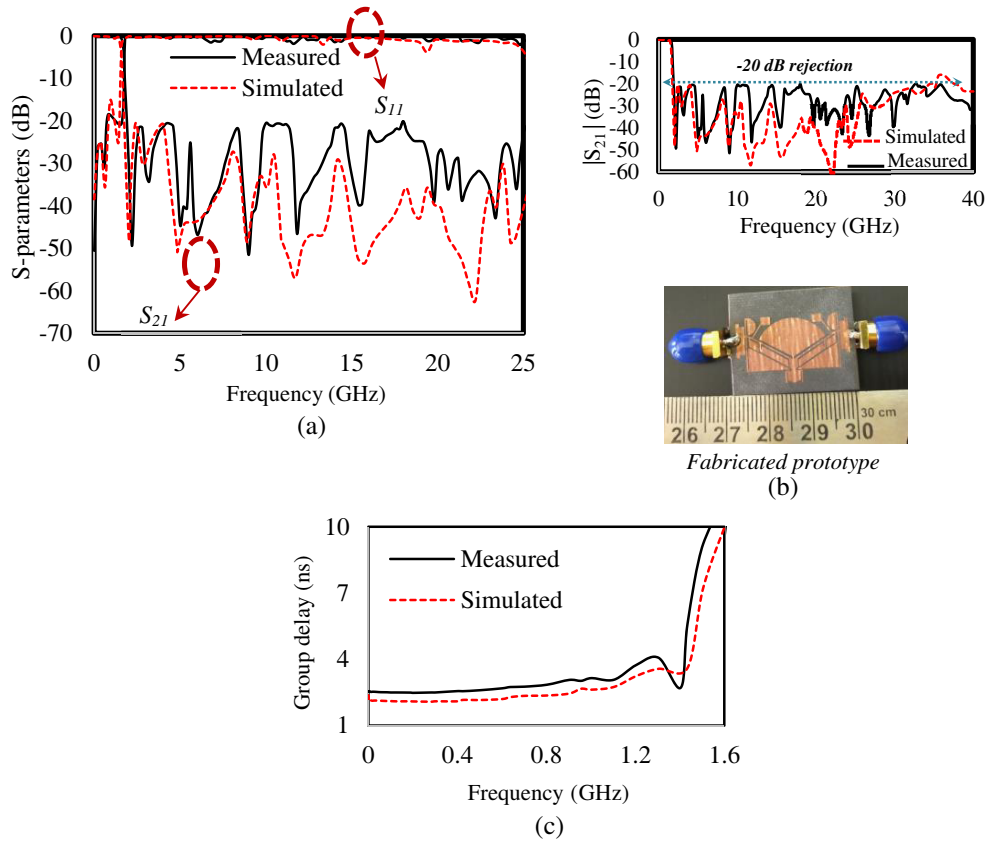 0
-10
-20
-30
-40
-50
-60
-70
S-parameters (dB)
Measured
Simulated
S11
S21
0 5 10 15 20 25
Frequency (GHz)
(a)
0
-10
-20
-30
-40
-50
-60
|S21| (dB)
-20 dB rejection
Simulated
Measured
0 10 20 30 40
Frequency (GHz)
30 cm
26 27 28 29 30
Fabricated prototype
(b)
10
7
4
1
Group delay (ns)
Measured
Simulated
0 0.4 0.8 1.2 1.6
Frequency (GHz)
(c)